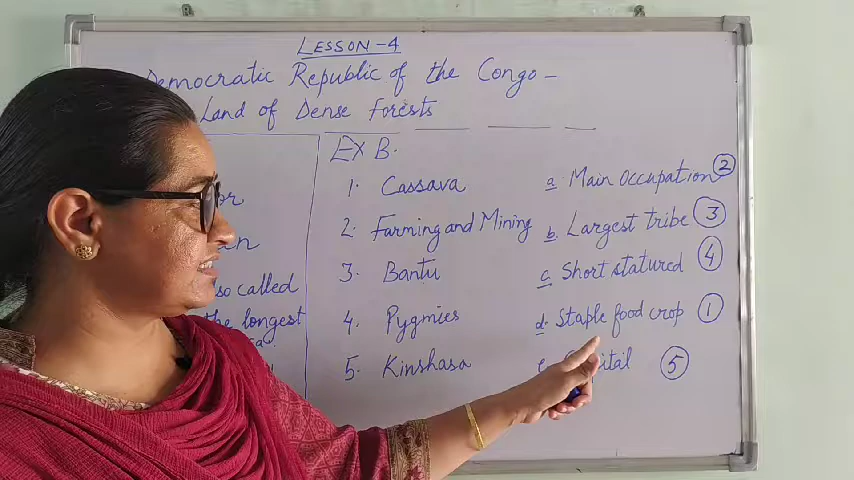 LESSON-4
Democratic Republic of the Congo -
Land of Dense Forests
so called
the longest
Ex B.
1. Cassava a. Main occupation 2
2. Farming and Mining b. Largest tribe 3
3. Bantu c. Short statured 4
4. Pygmies d. Staple food crop 1
5. Kinshasa 5